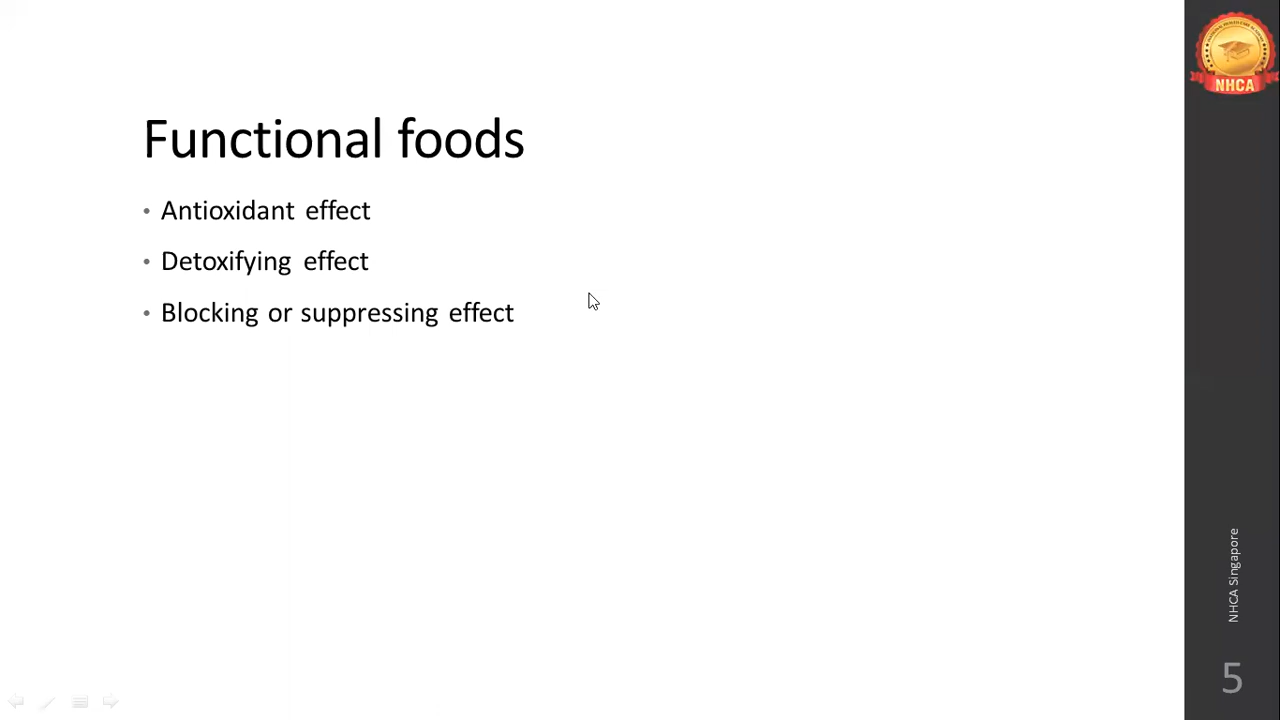 Functional foods
• Antioxidant effect
• Detoxifying effect
• Blocking or suppressing effect
NHCA
NHCA Singapore
5